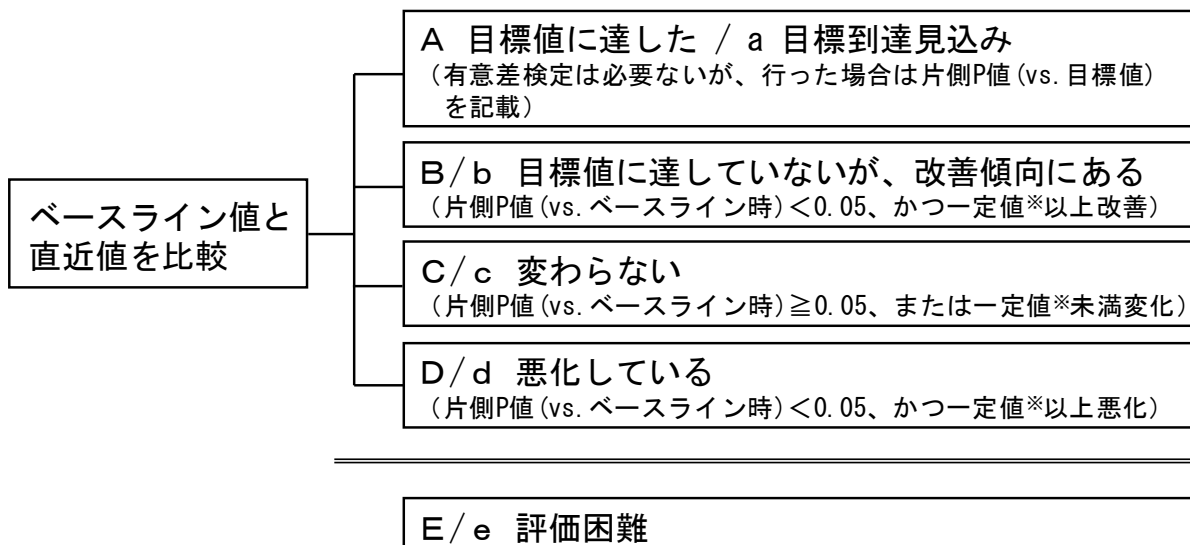 A 目標値に達した / a 目標到達見込み
（有意差検定は必要ないが、行った場合は片側P値(vs.目標値)
を記載）
B/b 目標値に達していないが、改善傾向にある
（片側P値(vs.ベースライン時)＜0.05、かつ一定値※以上改善）
ベースライン値と
直近値を比較
C/c 変わらない
（片側P値(vs.ベースライン時)≧0.05、または一定値※未満変化）
D/d 悪化している
（片側P値(vs.ベースライン時)＜0.05、かつ一定値※以上悪化）
E/e 評価困難